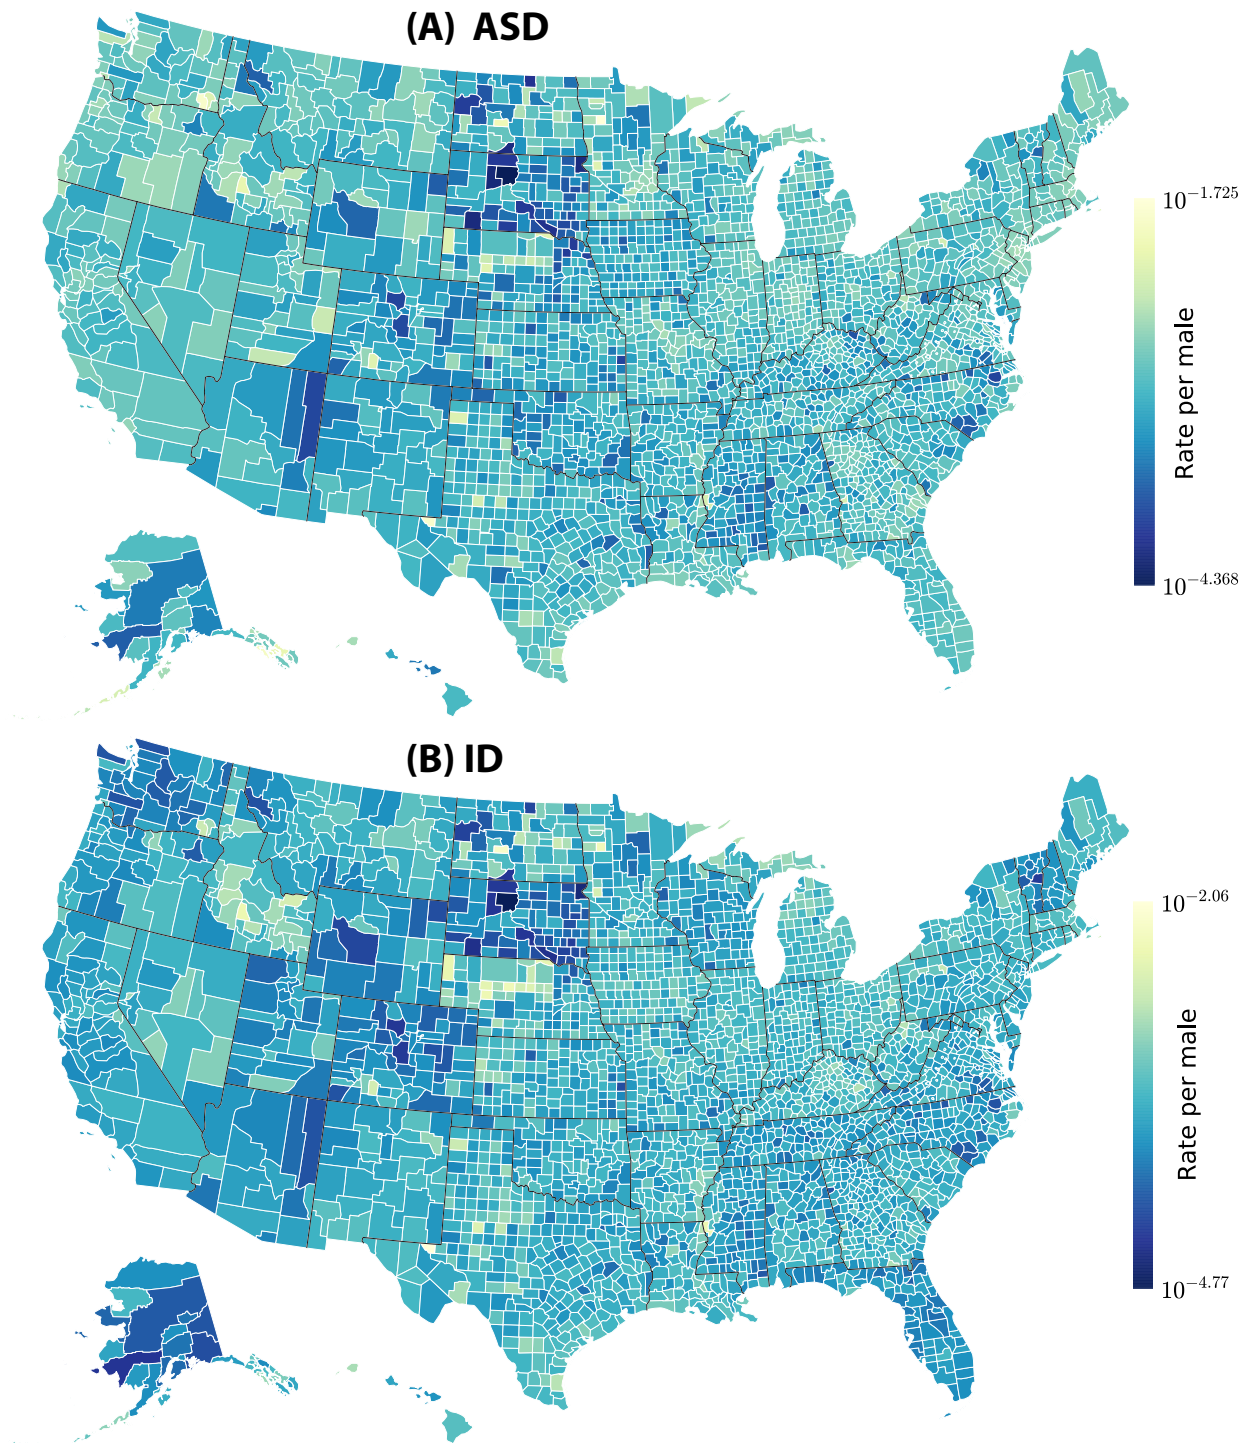 (A) ASD
10^−1.725
Rate per male
10^−4.368
(B) ID
10^−2.06
Rate per male
10^−4.77